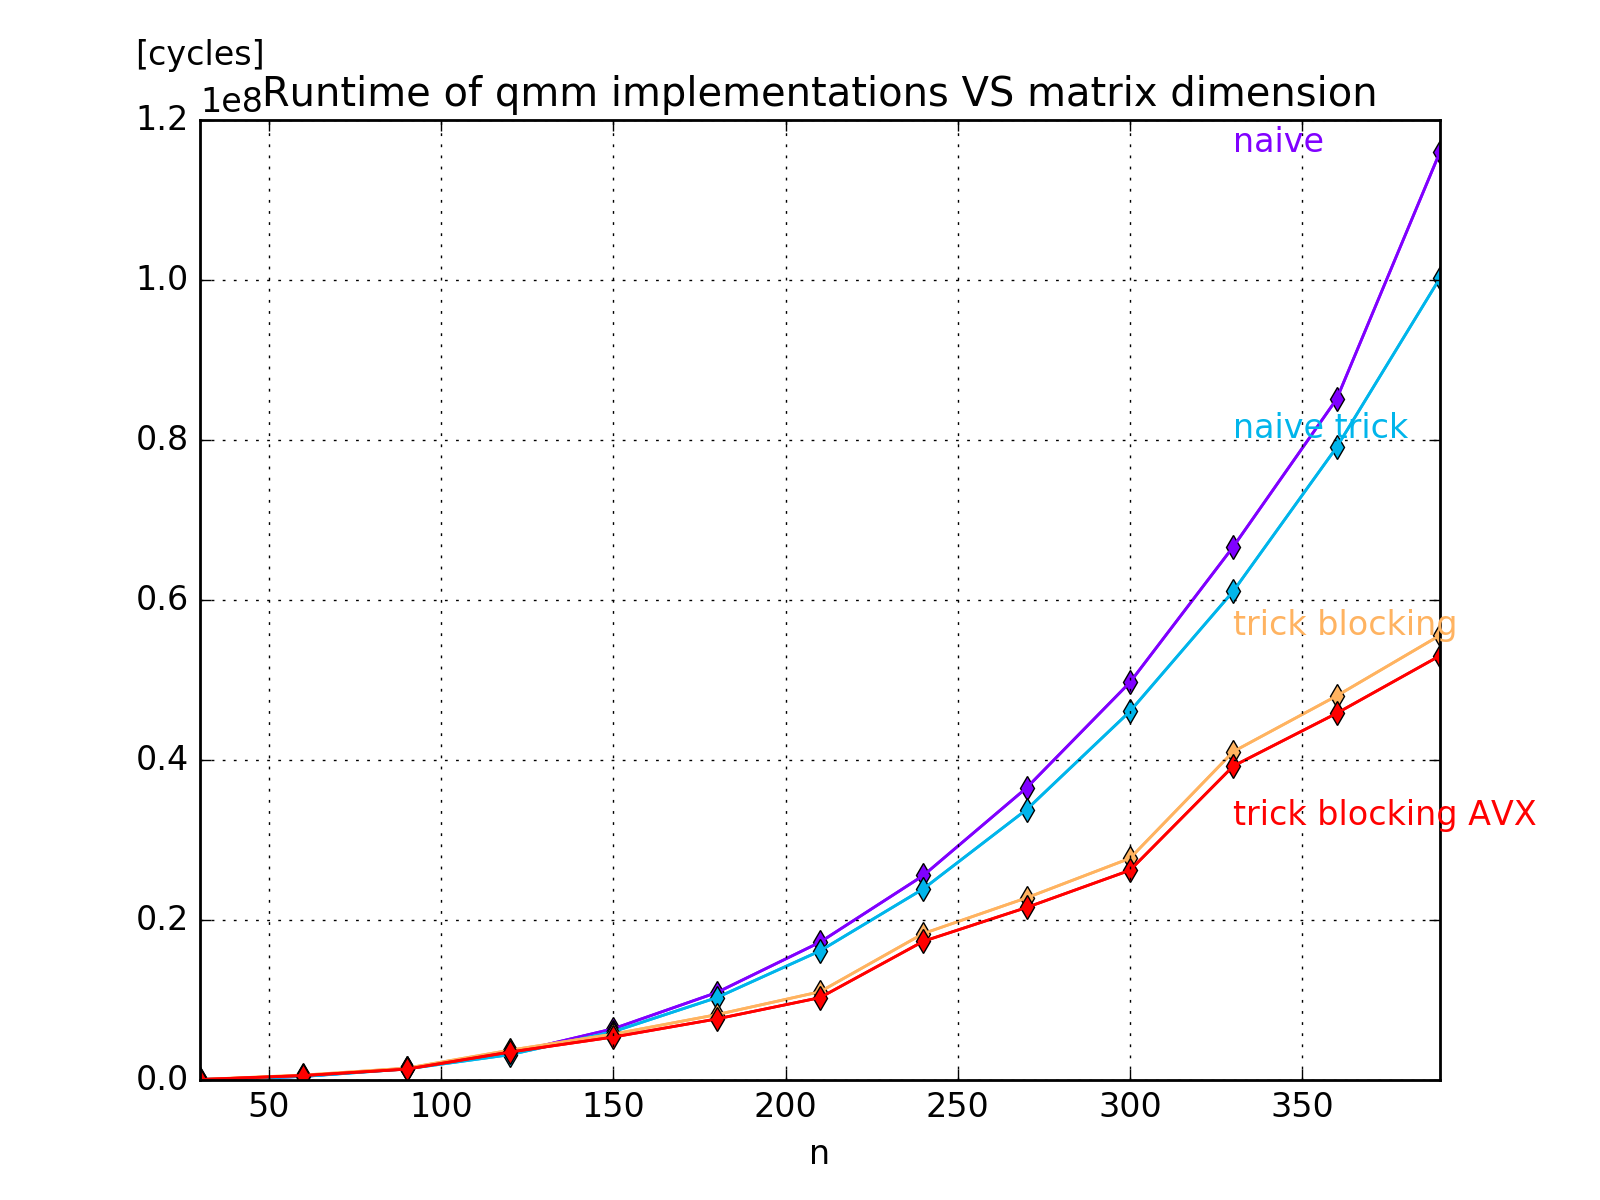 [cycles]
1e8
Runtime of qmm implementations VS matrix dimension
1.2
naive
1.0
naive trick
0.8
0.6
trick blocking
0.4
trick blocking AVX
0.2
0.0
50 100 150 200 250 300 350
n